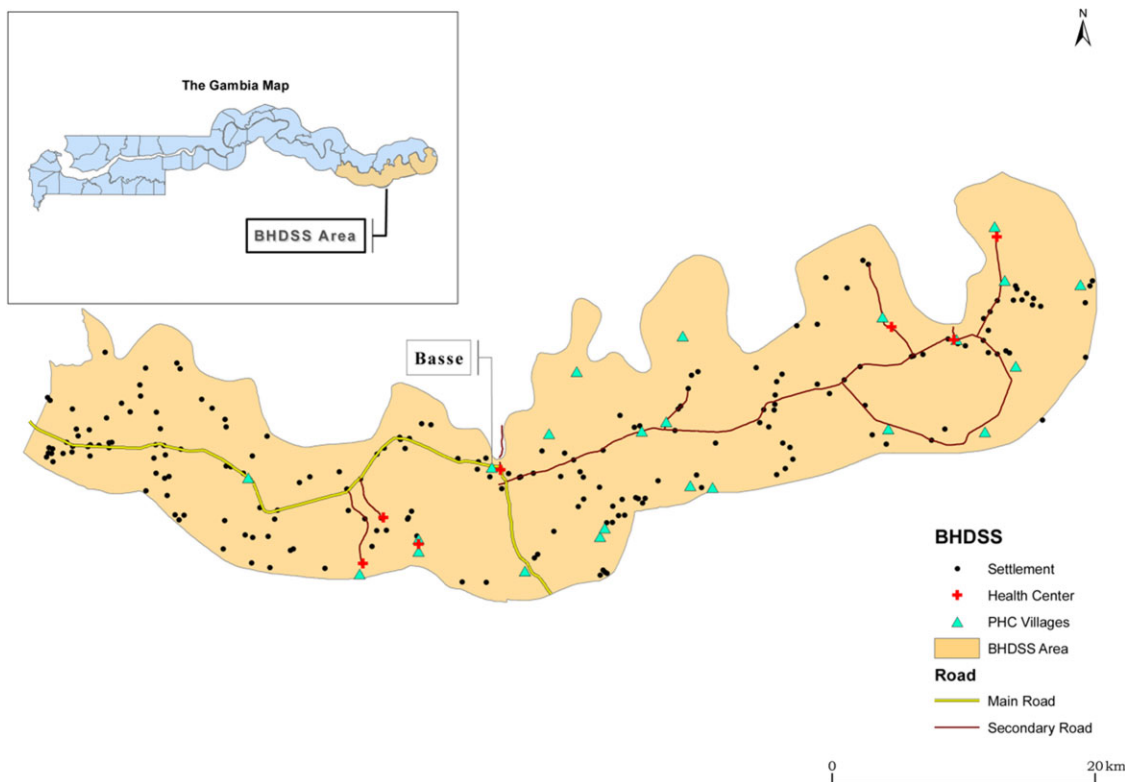 N
The Gambia Map
BHDSS Area
Basse
BHDSS
Settlement
Health Center
PHC Villages
BHDSS Area
Road
Main Road
Secondary Road
0 20 km